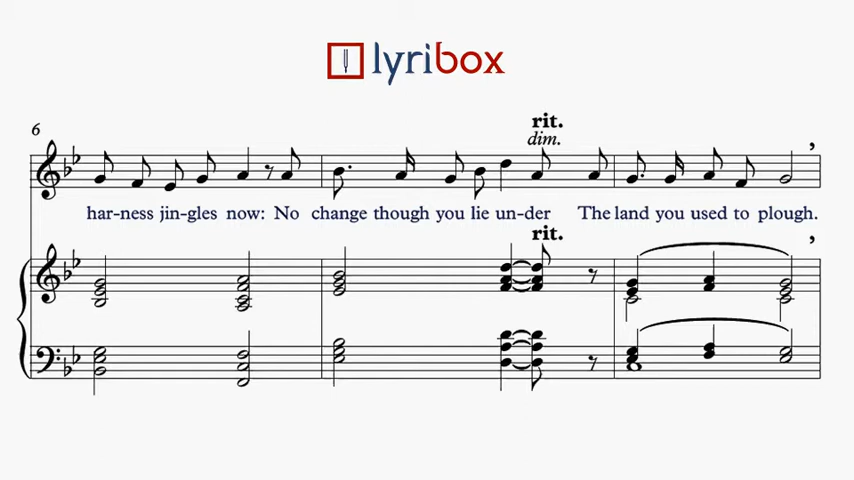 lyribox
6
rit.
dim.
har-ness jin-gles now: No change though you lie un-der The land you used to plough.
rit.